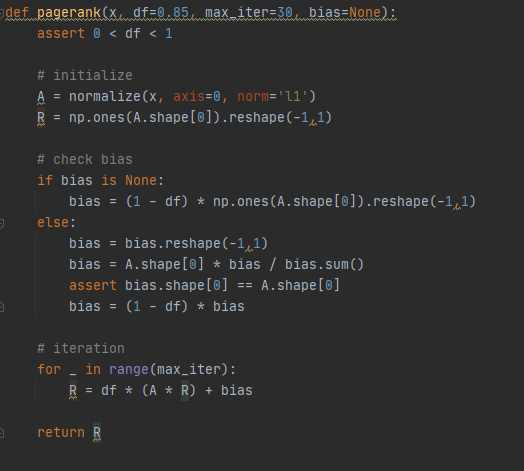 def pagerank(x, df=0.85, max_iter=30, bias=None):
    assert 0 < df < 1

    # initialize
    A = normalize(x, axis=0, norm='l1')
    R = np.ones(A.shape[0]).reshape(-1,1)

    # check bias
    if bias is None:
        bias = (1 - df) * np.ones(A.shape[0]).reshape(-1,1)
    else:
        bias = bias.reshape(-1,1)
        bias = A.shape[0] * bias / bias.sum()
        assert bias.shape[0] == A.shape[0]
        bias = (1 - df) * bias

    # iteration
    for _ in range(max_iter):
        R = df * (A * R) + bias

    return R